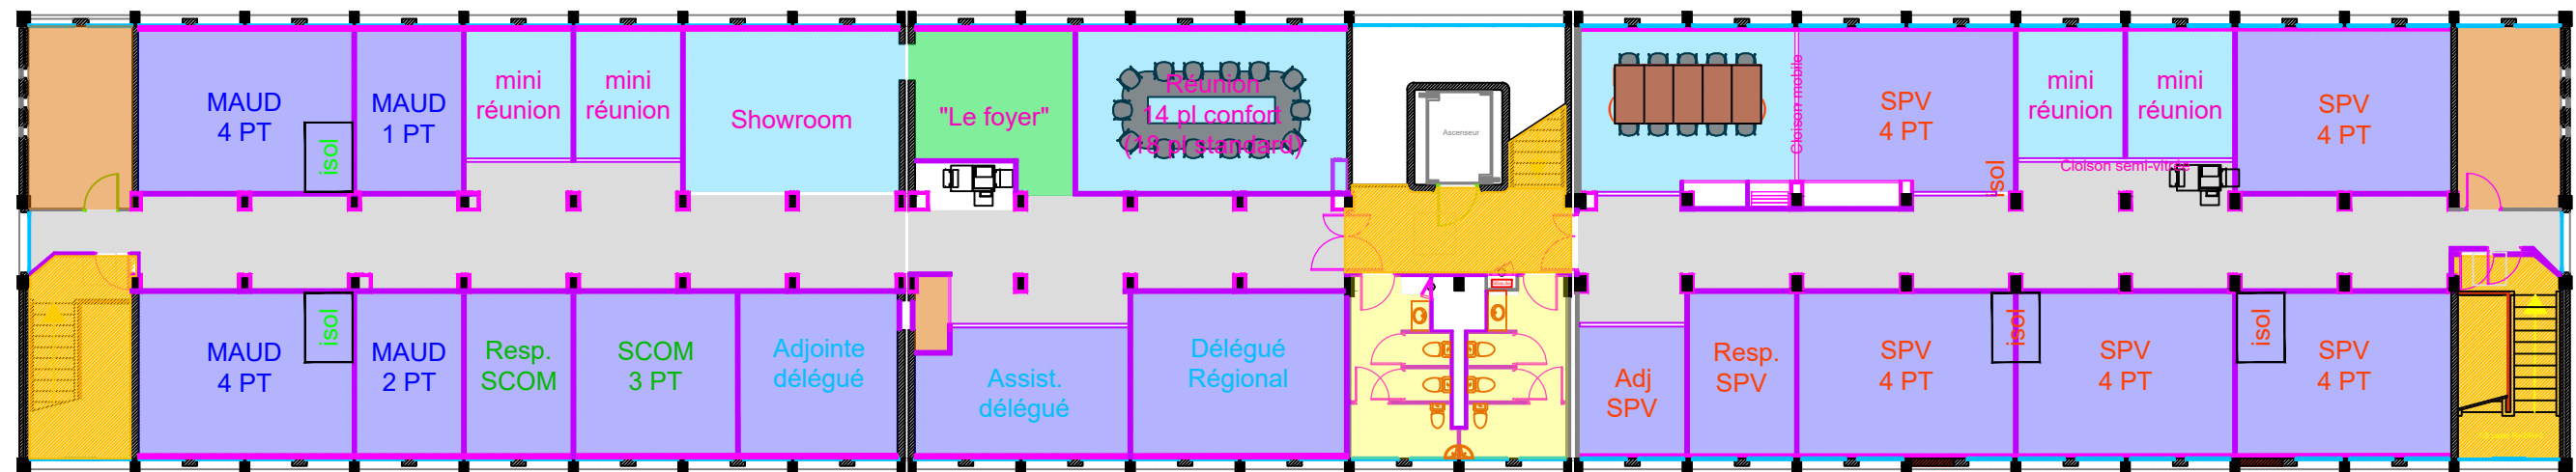 MAUD
4 PT
isol
MAUD
1 PT
mini
réunion
mini
réunion
Showroom
"Le foyer"
Réunion
14 pl confort
(18 pl standard)
Ascenseur
Cloison mobile
SPV
4 PT
isol
mini
réunion
mini
réunion
Cloison semi-vitrée
SPV
4 PT
MAUD
4 PT
isol
MAUD
2 PT
Resp.
SCOM
SCOM
3 PT
Adjointe
délégué
Assist.
délégué
Délégué
Régional
Adj
SPV
Resp.
SPV
SPV
4 PT
isol
SPV
4 PT
isol
SPV
4 PT